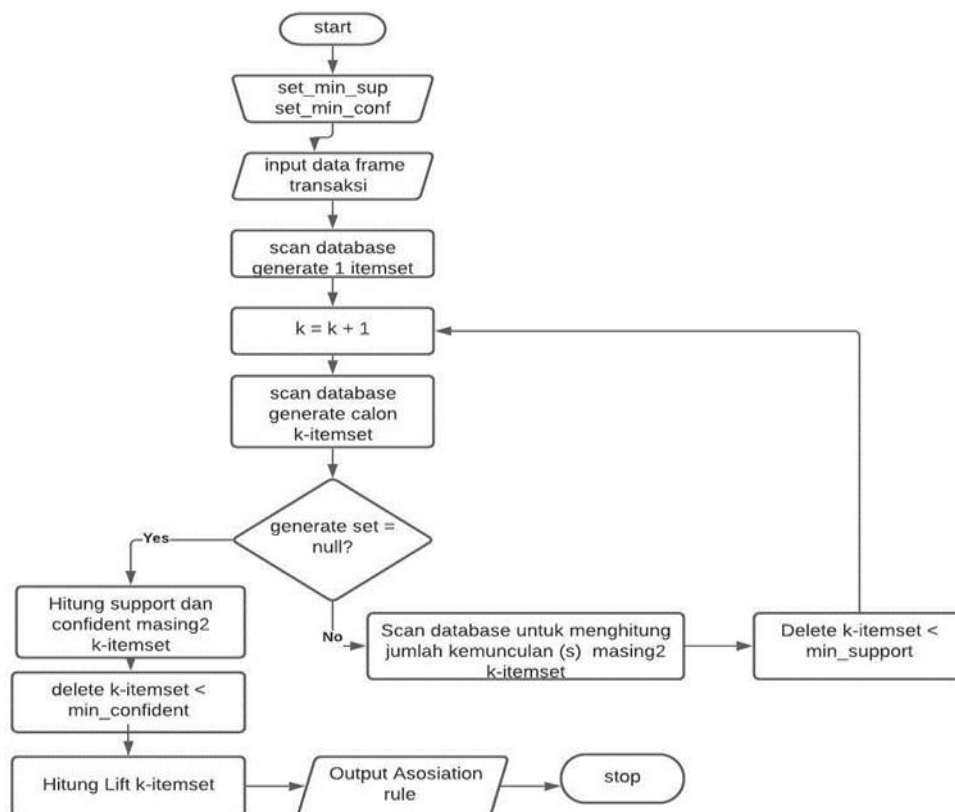 start
set_min_sup
set_min_conf
input data frame
transaksi
scan database
generate 1 itemset
k = k + 1
scan database
generate calon
k-itemset
generate set =
null?
Yes
No
Hitung support dan
confident masing2
k-itemset
Scan database untuk menghitung
jumlah kemunculan (s) masing2
k-itemset
Delete k-itemset <
min_support
delete k-itemset <
min_confident
Hitung Lift k-itemset
Output Asosiation
rule
stop